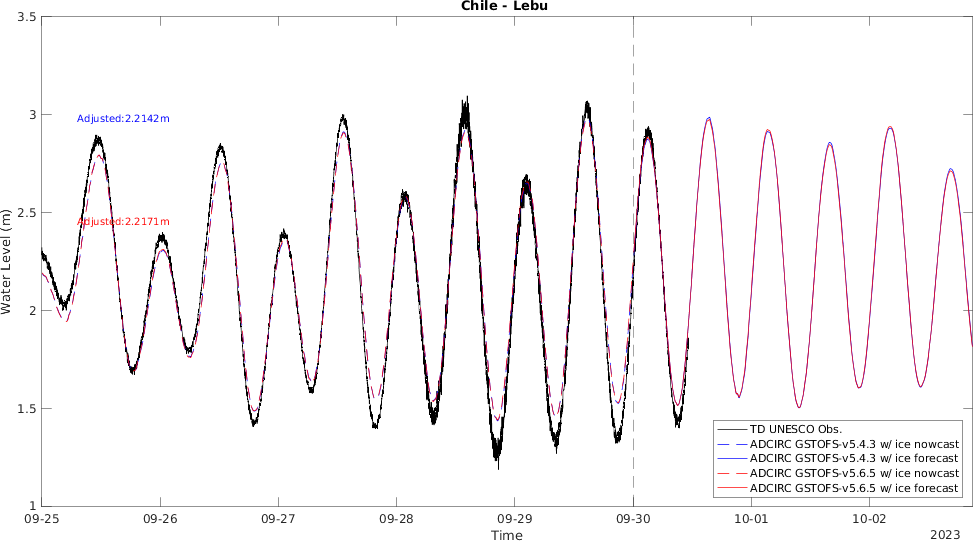 Chile - Lebu
3.5
3
2.5
2
1.5
1
Water Level (m)
Adjusted:2.2142m
Adjusted:2.2171m
TD UNESCO Obs.
ADCIRC GSTOFS-v5.4.3 w/ ice nowcast
ADCIRC GSTOFS-v5.4.3 w/ ice forecast
ADCIRC GSTOFS-v5.6.5 w/ ice nowcast
ADCIRC GSTOFS-v5.6.5 w/ ice forecast
09-25 09-26 09-27 09-28 09-29 09-30 10-01 10-02
Time
2023